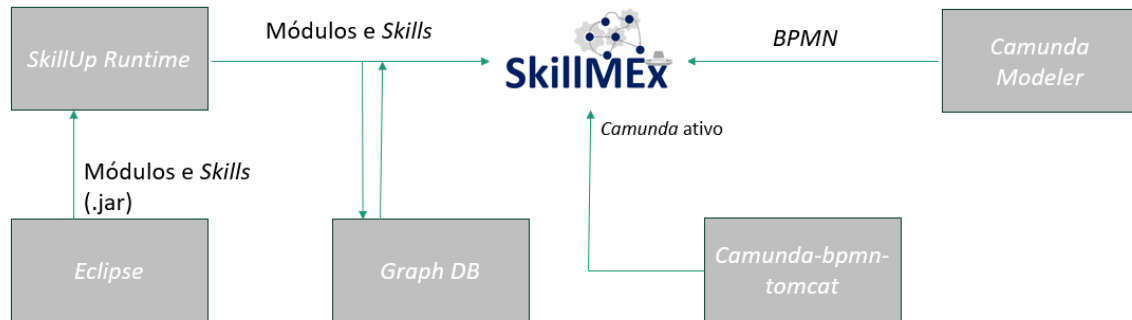 SkillUp Runtime
Módulos e Skills
SkillMEx
BPMN
Camunda
Modeler
Camunda ativo
Módulos e Skills
(.jar)
Eclipse
Graph DB
Camunda-bpmn-
tomcat